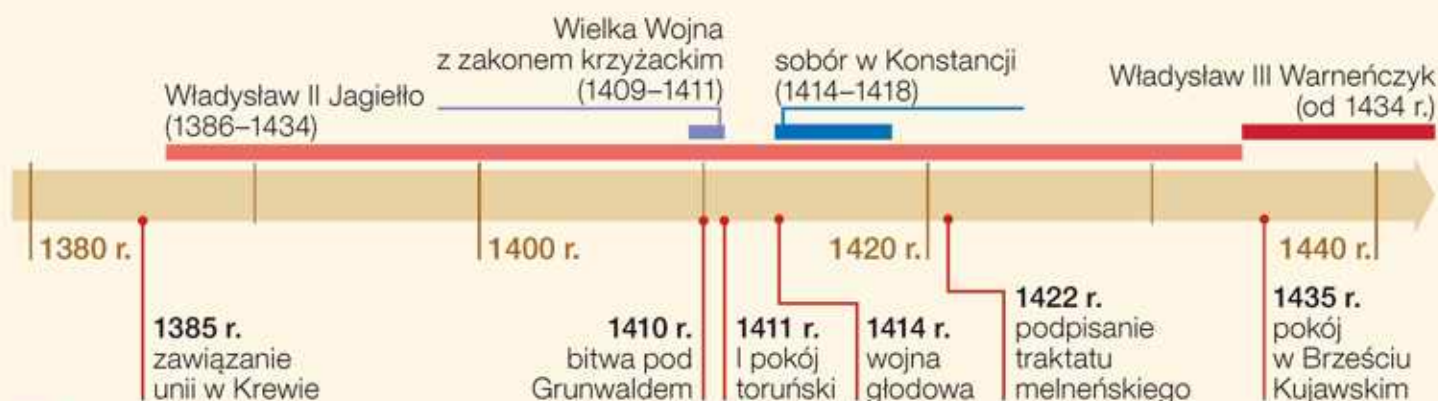 Wielka Wojna
z zakonem krzyżackim
(1409–1411)
sobór w Konstancji
(1414–1418)
Władysław II Jagiełło
(1386–1434)
Władysław III Warneńczyk
(od 1434 r.)
1380 r.
1400 r.
1420 r.
1440 r.
1385 r.
zawiązanie
unii w Krewie
1410 r.
bitwa pod
Grunwaldem
1411 r.
I pokój
toruński
1414 r.
wojna
głodowa
1422 r.
podpisanie
traktatu
melneńskiego
1435 r.
pokój
w Brześciu
Kujawskim